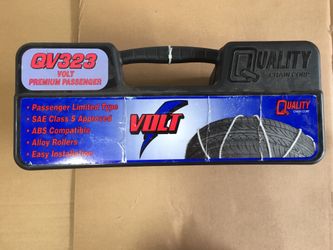 QV323
VOLT
PREMIUM PASSENGER
QUALITY
CHAIN CORP.
• Passenger Limited Type
• SAE Class S Approved
• ABS Compatible
• Alloy Rollers
• Easy Installation
VOLT
QUALITY
CHAIN CORP.